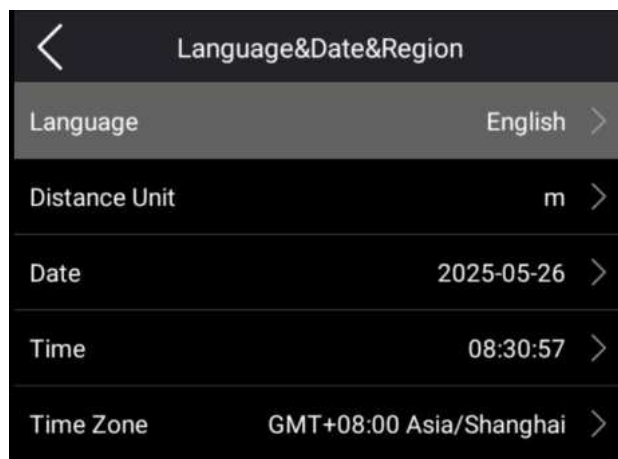 Language&Date&Region
Language English
Distance Unit m
Date 2025-05-26
Time 08:30:57
Time Zone GMT+08:00 Asia/Shanghai